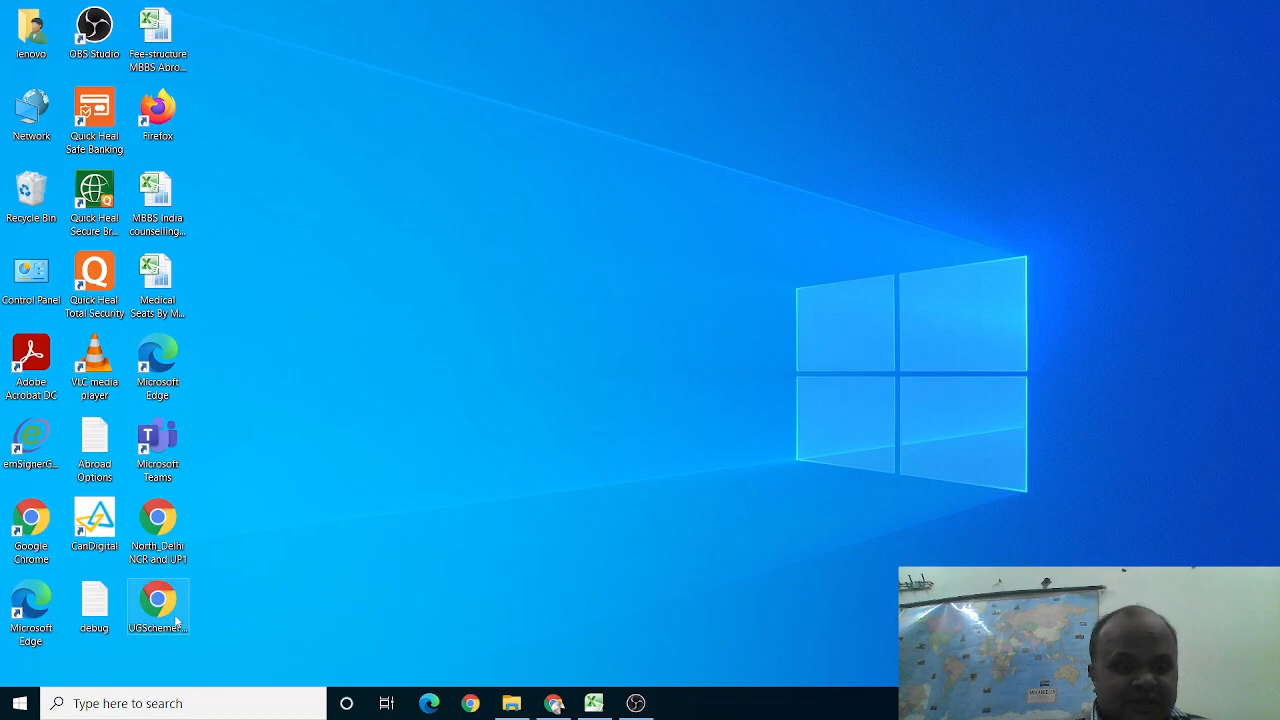 lenovo
OBS Studio
Fee-structure
MBBS Abro...
Network
Quick Heal
Safe Banking
Firefox
Recycle Bin
Quick Heal
Secure Br...
MBBS India
counselling...
Control Panel
Quick Heal
Total Security
Medical
Seats By M...
Adobe
Acrobat DC
VLC media
player
Microsoft
Edge
emSignerG...
Abroad
Options
Microsoft
Teams
Google
Chrome
CanDigital
North_Delhi
NCR and UP1
Microsoft
Edge
debug
UGSchemeF...
Type here to search
WORLD